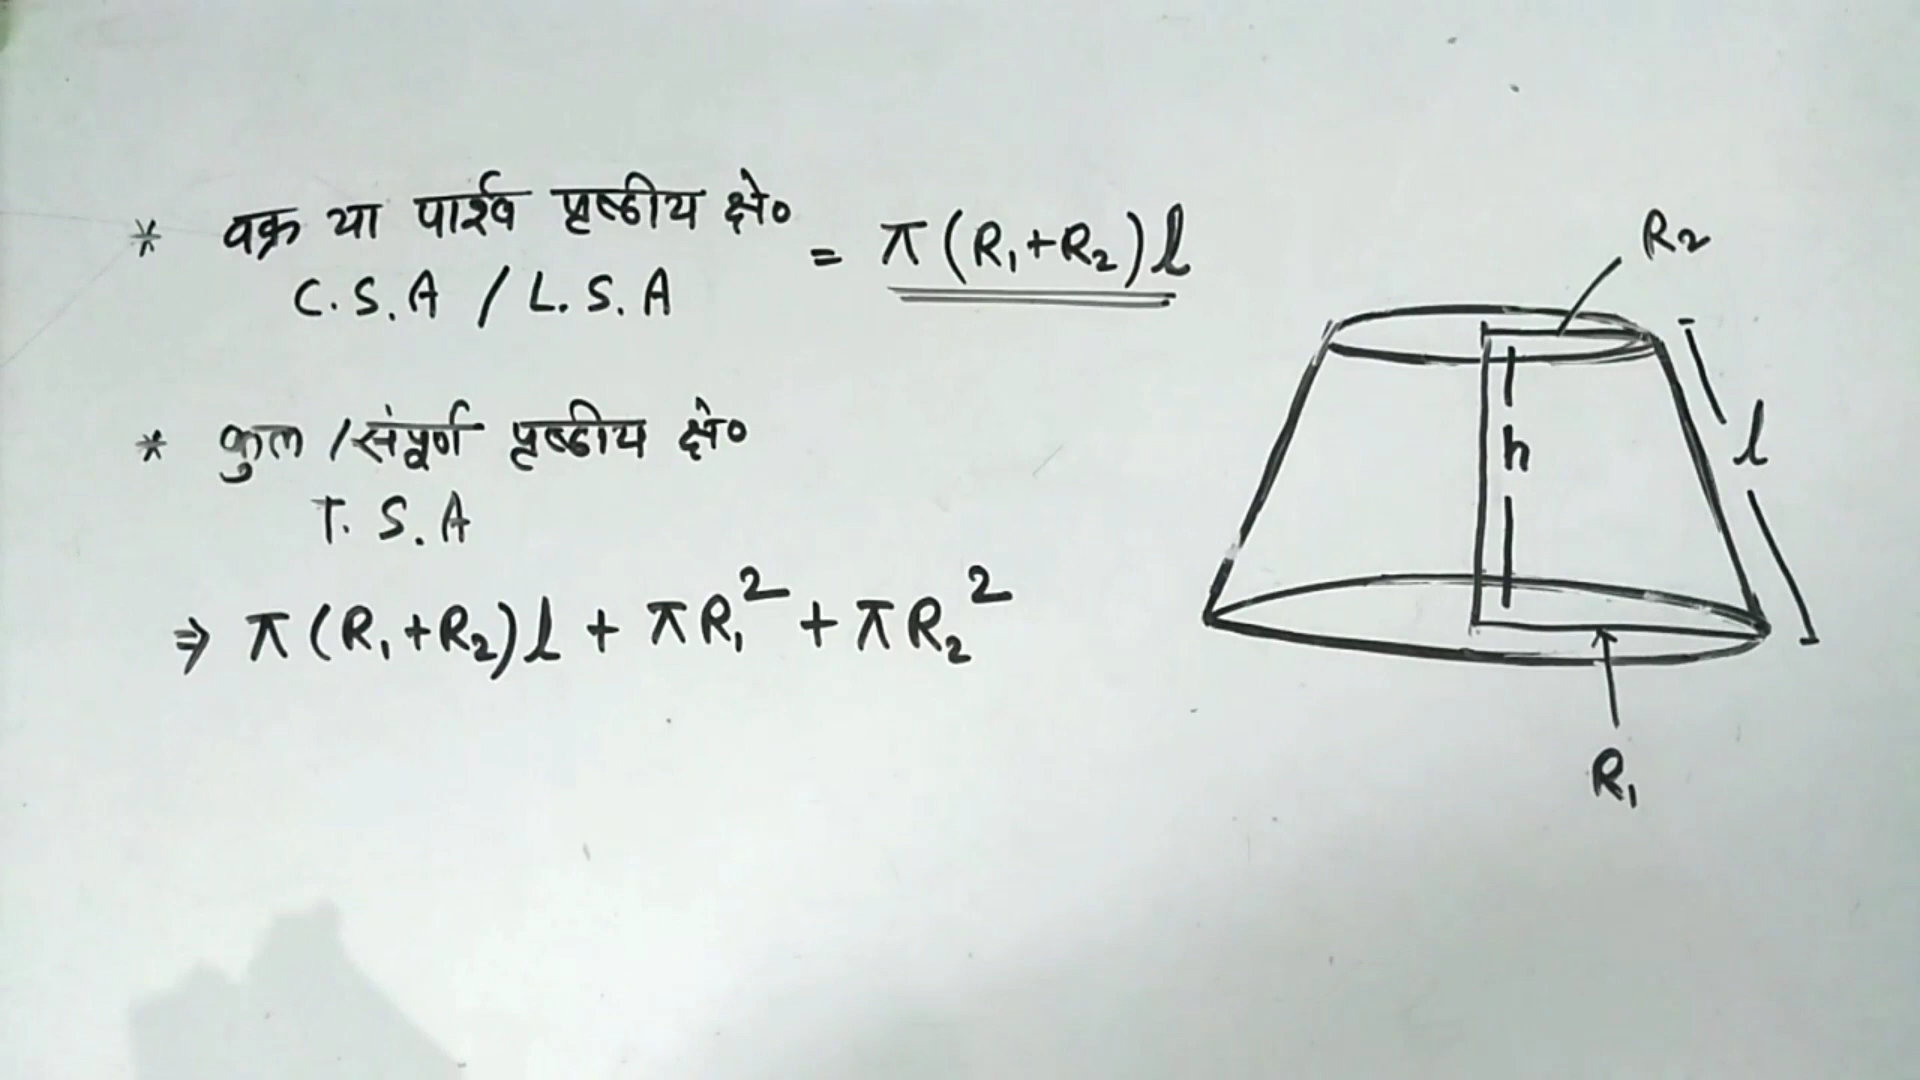 * वक्र या पार्श्व पृष्ठीय क्षे०
C.S.A / L.S.A = π(R₁+R₂)l
* कुल / संपूर्ण पृष्ठीय क्षे०
T.S.A
⇒ π(R₁+R₂)l + πR₁² + πR₂²
R₂
l
h
R₁